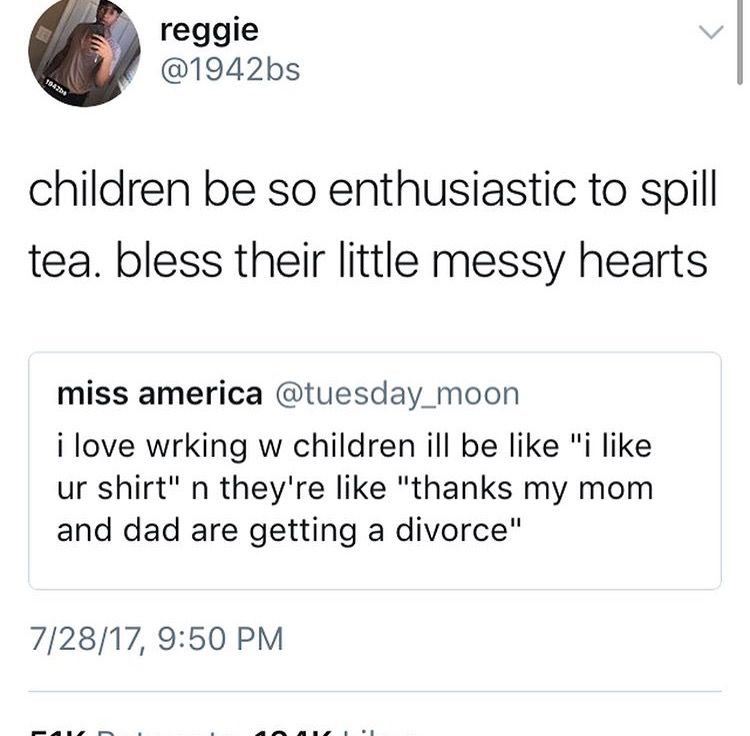 reggie
@1942bs
children be so enthusiastic to spill
tea. bless their little messy hearts
miss america @tuesday_moon
i love wrking w children ill be like "i like
ur shirt" n they're like "thanks my mom
and dad are getting a divorce"
7/28/17, 9:50 PM